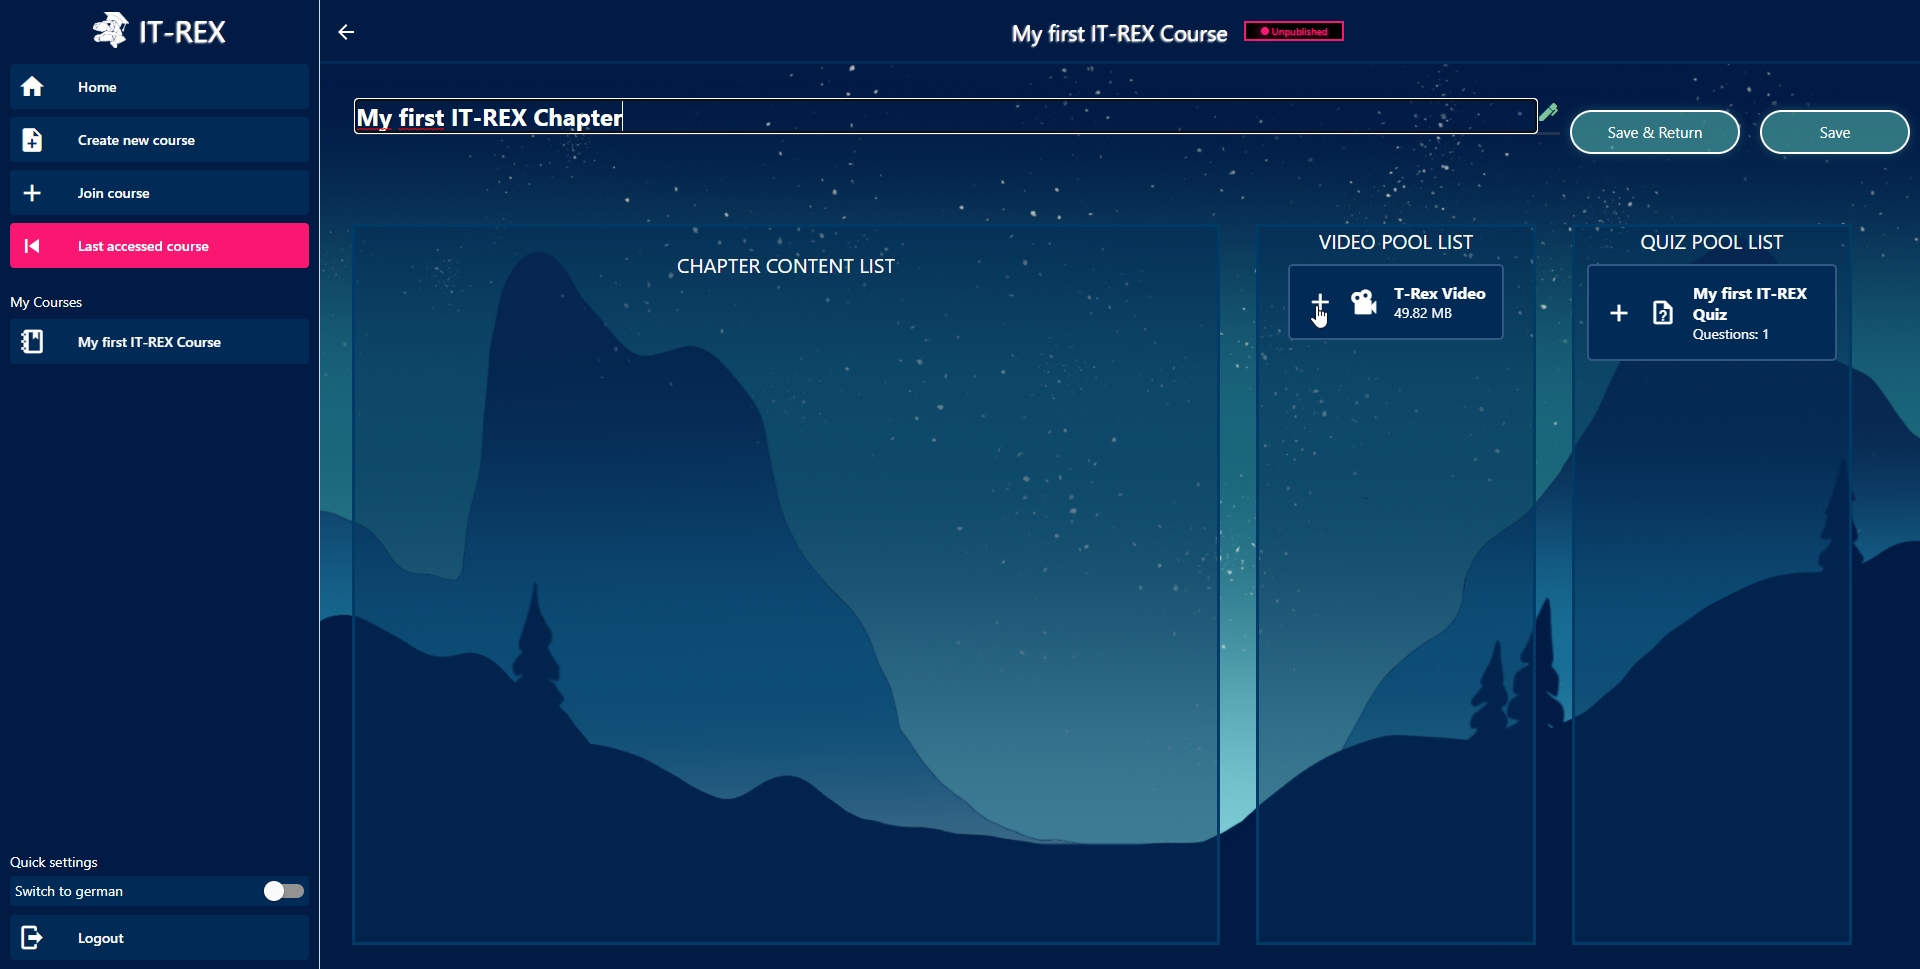 IT-REX
Home
Create new course
Join course
Last accessed course
My Courses
My first IT-REX Course
Quick settings
Switch to german
Logout
My first IT-REX Course
Unpublished
My first IT-REX Chapter
Save & Return
Save
CHAPTER CONTENT LIST
VIDEO POOL LIST
T-Rex Video
49.82 MB
QUIZ POOL LIST
My first IT-REX
Quiz
Questions: 1